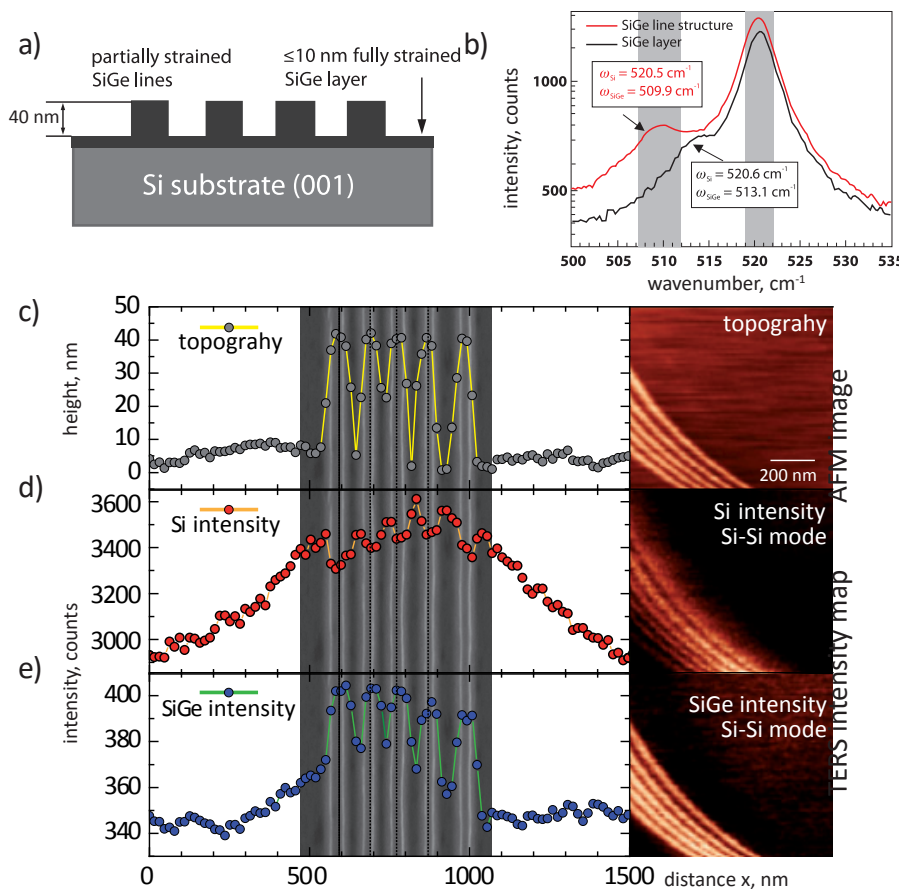 a)
partially strained
SiGe lines
≤10 nm fully strained
SiGe layer
40 nm
Si substrate (001)
b)
SiGe line structure
SiGe layer
ωSi = 520.5 cm⁻¹
ωSiGe = 509.9 cm⁻¹
ωSi = 520.6 cm⁻¹
ωSiGe = 513.1 cm⁻¹
intensity, counts
1000
500
500 505 510 515 520 525 530 535
wavenumber, cm⁻¹
c)
topograhy
height, nm
50
40
30
20
10
0
topograhy
200 nm
AFM image
d)
Si intensity
3600
3400
3200
3000
Si intensity
Si-Si mode
intensity, counts
e)
SiGe intensity
400
380
360
340
SiGe intensity
Si-Si mode
TERS intensity map
0 500 1000 1500
distance x, nm